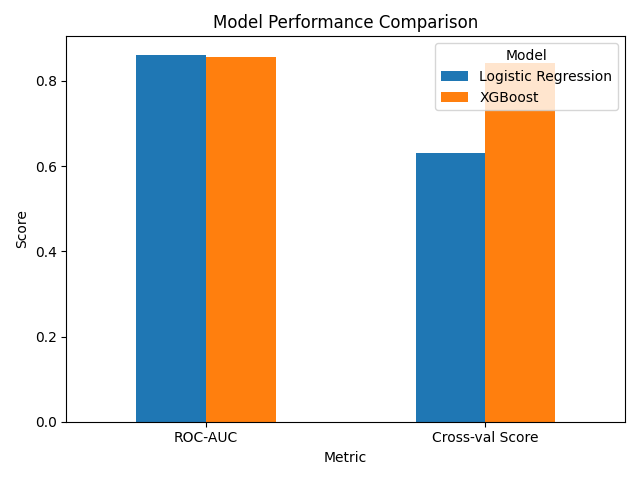 Model Performance Comparison
Model
Logistic Regression
XGBoost
Score
0.8
0.6
0.4
0.2
0.0
ROC-AUC
Cross-val Score
Metric